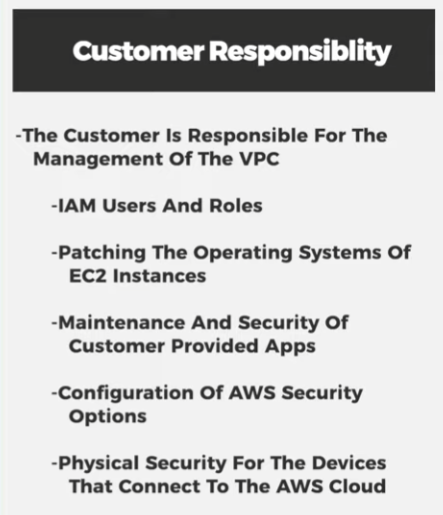 Customer Responsiblity
-The Customer Is Responsible For The
Management Of The VPC
-IAM Users And Roles
-Patching The Operating Systems Of
EC2 Instances
-Maintenance And Security Of
Customer Provided Apps
-Configuration Of AWS Security
Options
-Physical Security For The Devices
That Connect To The AWS Cloud